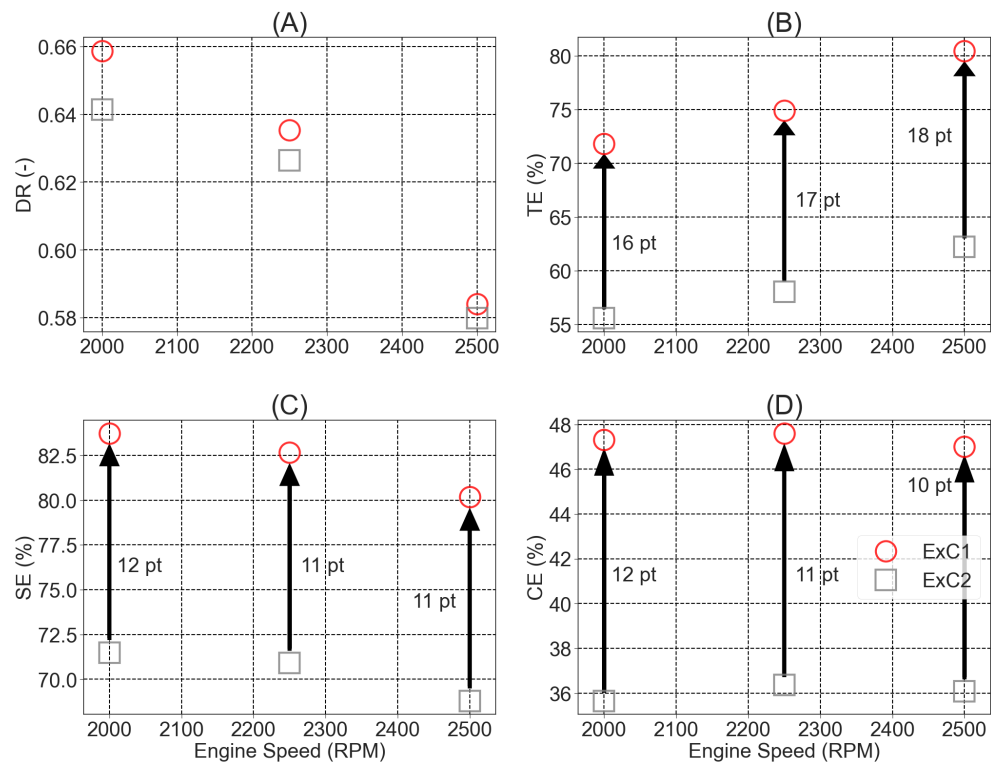 (A)
DR (-)
0.66
0.64
0.62
0.60
0.58
2000 2100 2200 2300 2400 2500
(B)
TE (%)
80
75
70
65
60
55
16 pt
17 pt
18 pt
2000 2100 2200 2300 2400 2500
(C)
SE (%)
82.5
80.0
77.5
75.0
72.5
70.0
12 pt
11 pt
11 pt
2000 2100 2200 2300 2400 2500
Engine Speed (RPM)
(D)
CE (%)
48
46
44
42
40
38
36
12 pt
11 pt
10 pt
ExC1
ExC2
2000 2100 2200 2300 2400 2500
Engine Speed (RPM)